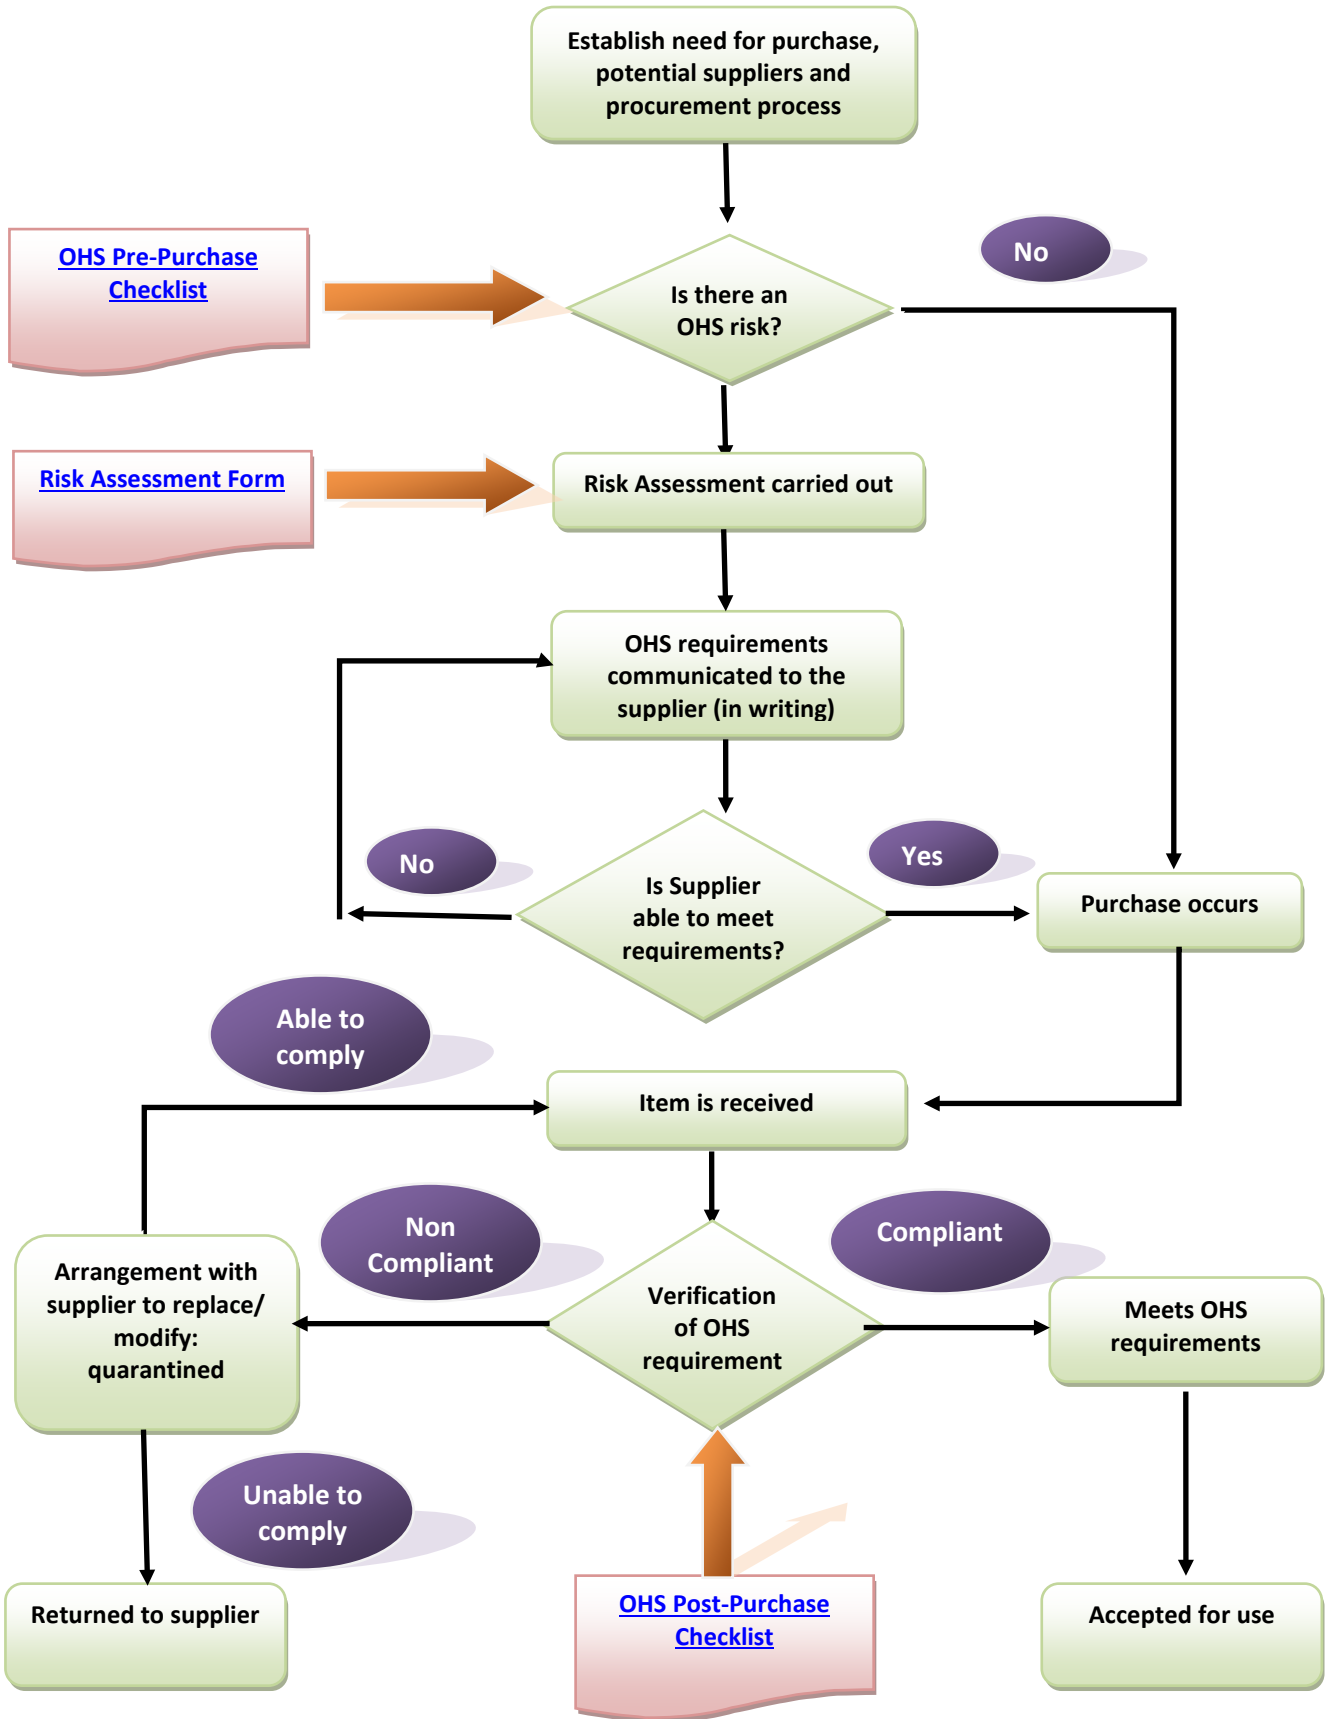 Establish need for purchase,
potential suppliers and
procurement process
No
OHS Pre-Purchase
Checklist
Is there an
OHS risk?
Risk Assessment Form
Risk Assessment carried out
OHS requirements
communicated to the
supplier (in writing)
No
Yes
Is Supplier
able to meet
requirements?
Purchase occurs
Able to
comply
Item is received
Non
Compliant
Compliant
Arrangement with
supplier to replace/
modify:
quarantined
Verification
of OHS
requirement
Meets OHS
requirements
Unable to
comply
Returned to supplier
OHS Post-Purchase
Checklist
Accepted for use